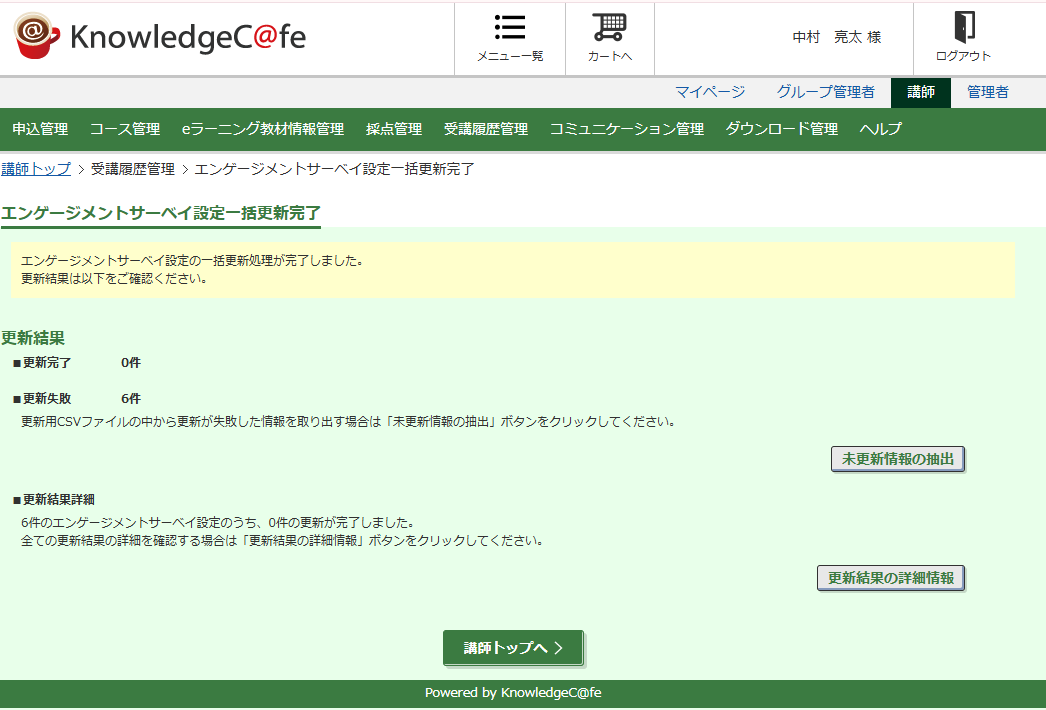 KnowledgeC@fe
メニュー一覧
カートへ
中村　亮太 様
ログアウト
マイページ グループ管理者 講師 管理者
申込管理 コース管理 eラーニング教材情報管理 採点管理 受講履歴管理 コミュニケーション管理 ダウンロード管理 ヘルプ
講師トップ > 受講履歴管理 > エンゲージメントサーベイ設定一括更新完了
エンゲージメントサーベイ設定一括更新完了
エンゲージメントサーベイ設定の一括更新処理が完了しました。
更新結果は以下をご確認ください。
更新結果
■更新完了 0件
■更新失敗 6件
更新用CSVファイルの中から更新が失敗した情報を取り出す場合は「未更新情報の抽出」ボタンをクリックしてください。
未更新情報の抽出
■更新結果詳細
6件のエンゲージメントサーベイ設定のうち、0件の更新が完了しました。
全ての更新結果の詳細を確認する場合は「更新結果の詳細情報」ボタンをクリックしてください。
更新結果の詳細情報
講師トップへ >
Powered by KnowledgeC@fe